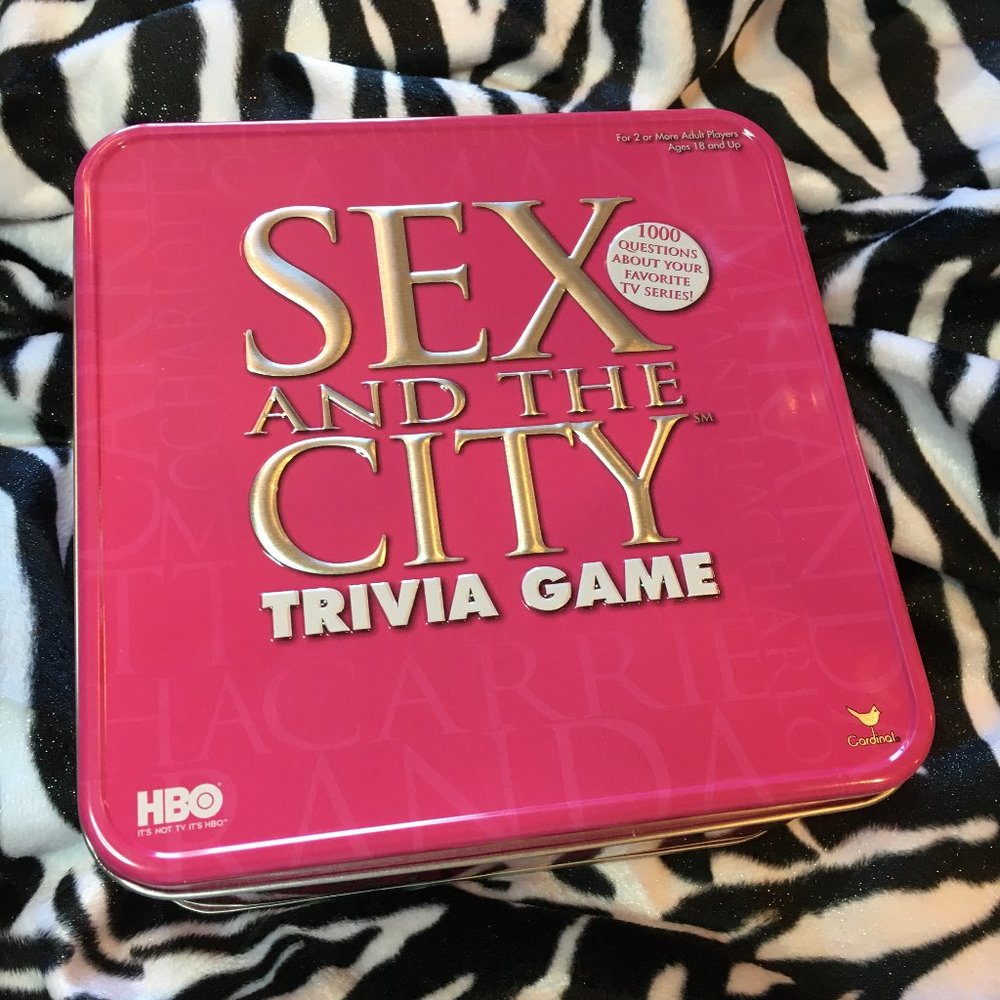 For 2 or More Adult Players
Ages 18 and Up
SEX
1000
QUESTIONS
ABOUT YOUR
FAVORITE
TV SERIES!
AND THE
CITY
SM
TRIVIA GAME
CARRIE
Cardinal
HBO
IT'S NOT TV IT'S HBO